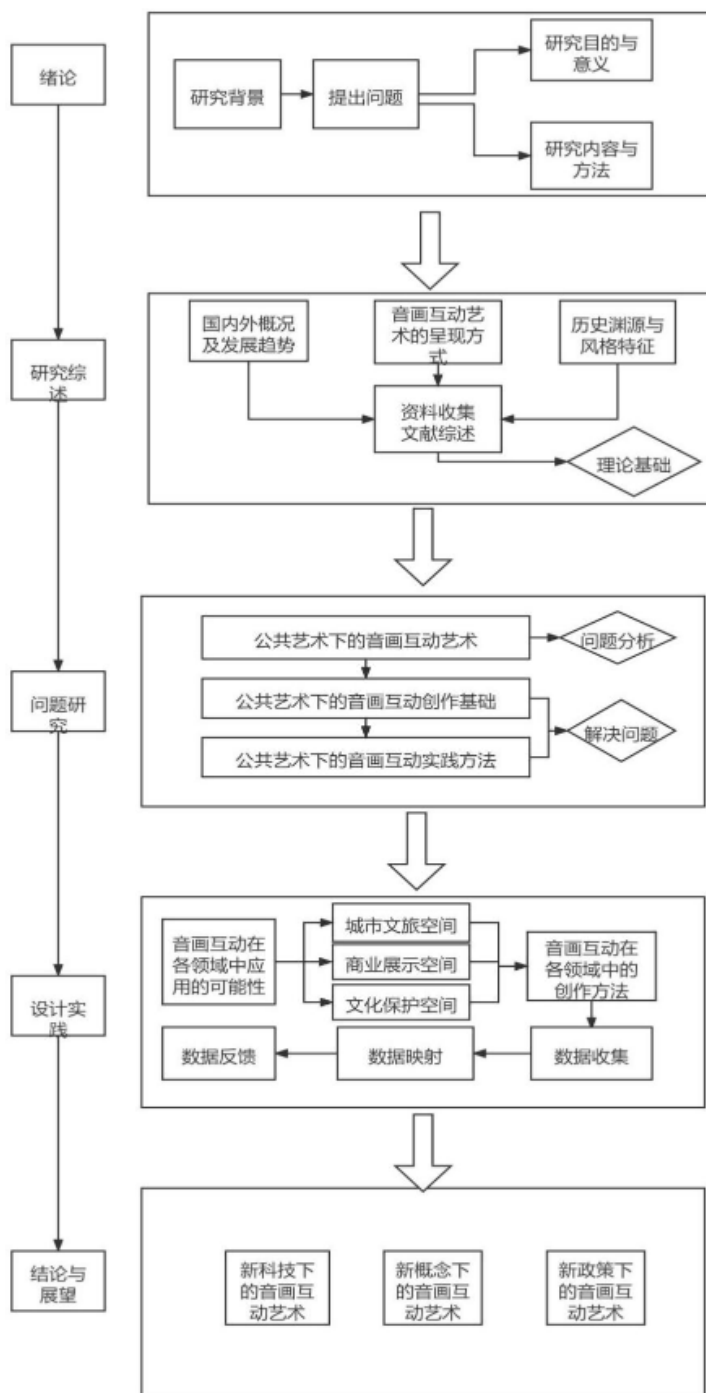 绪论
研究背景
提出问题
研究目的与
意义
研究内容与
方法
研究综
述
国内外概况
及发展趋势
音画互动艺
术的呈现方
式
历史渊源与
风格特征
资料收集
文献综述
理论基础
问题研
究
公共艺术下的音画互动艺术
问题分析
公共艺术下的音画互动创作基础
解决问题
公共艺术下的音画互动实践方法
设计实
践
音画互动在
各领域中应
用的可能性
城市文旅空间
商业展示空间
文化保护空间
音画互动在
各领域中的
创作方法
数据反馈
数据映射
数据收集
结论与
展望
新科技下
的音画互
动艺术
新概念下
的音画互
动艺术
新政策下
的音画互
动艺术